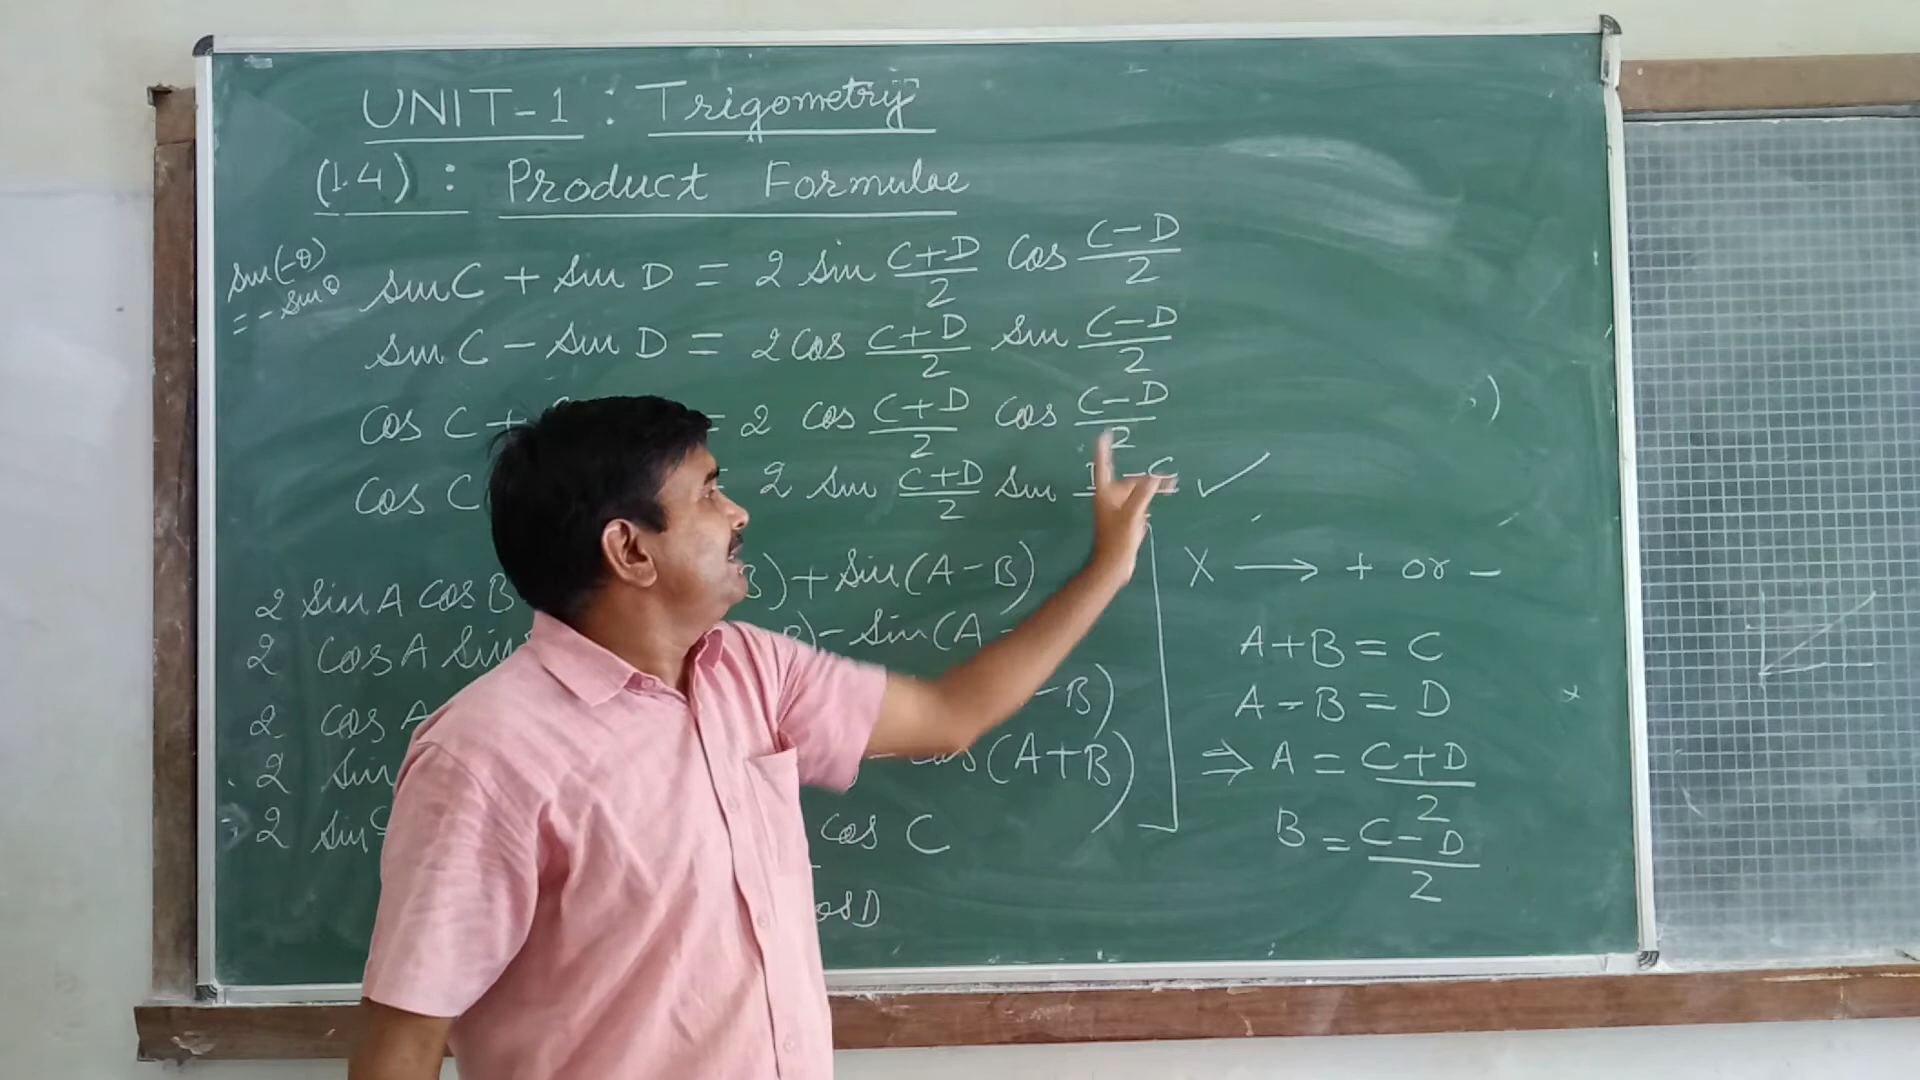 UNIT-1 : Trigometry
(1.4) : Product Formulae
sin(-θ)
= - sinθ
sin C + sin D = 2 sin C+D/2 cos C-D/2
sin C - sin D = 2 cos C+D/2 sin C-D/2
cos C + = 2 cos C+D/2 cos C-D/2
cos C = 2 sin C+D/2 sin -C ✓
2 sin A cos B B) + sin(A - B)
2 cos A sin B) - sin(A -
2 cos A - B)
2 sin cos(A+B)
2 sin C cos C
cos D
X → + or -
A+B = C
A-B = D
⇒ A = C+D/2
B = C-D/2